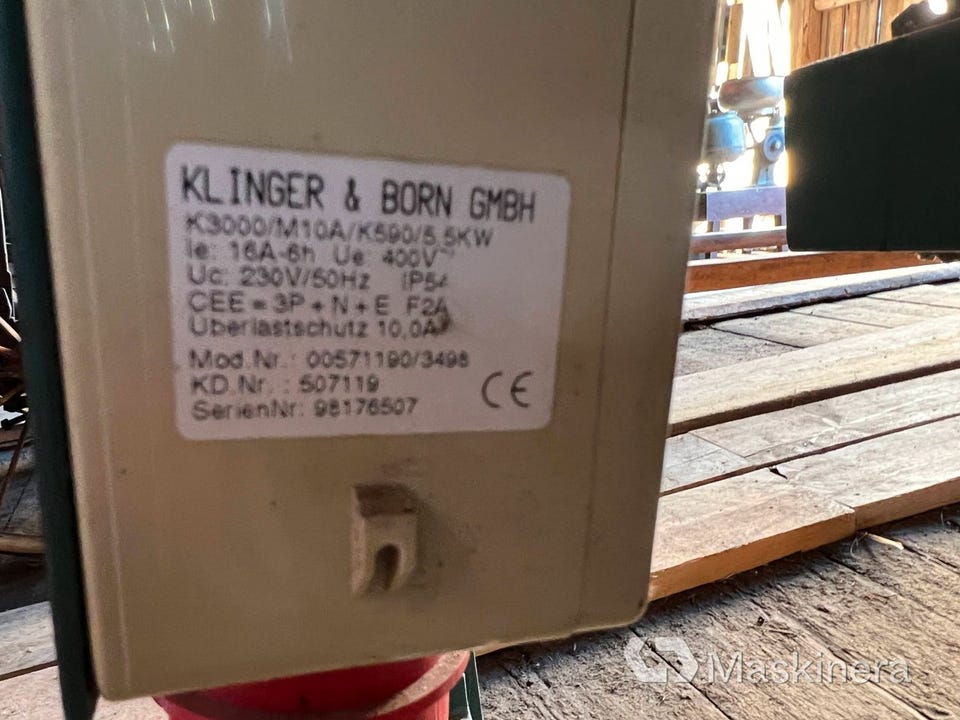 KLINGER & BORN GMBH
K3000/M10A/K590/5,5KW
Ie: 16A-6h Ue: 400V~
Uc: 230V/50Hz IP54
CEE = 3P + N + E F2A
Überlastschutz 10,0A
Mod.Nr.: 00571190/3498
KD.Nr. : 507119
SerienNr: 98176507
CE
Maskinera